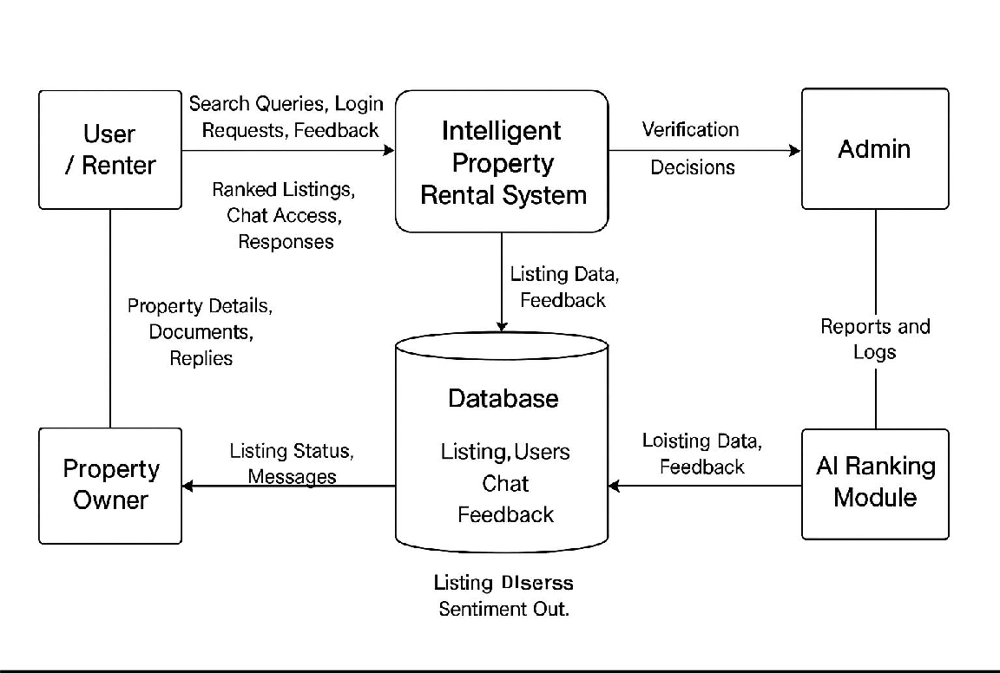 Search Queries, Login
Requests, Feedback
User
/ Renter
Intelligent
Property
Rental System
Verification
Decisions
Admin
Ranked Listings,
Chat Access,
Responses
Listing Data,
Feedback
Property Details,
Documents,
Replies
Reports and
Logs
Database
Listing, Users
Chat
Feedback
Property
Owner
Listing Status,
Messages
Loisting Data,
Feedback
AI Ranking
Module
Listing DIserss
Sentiment Out.